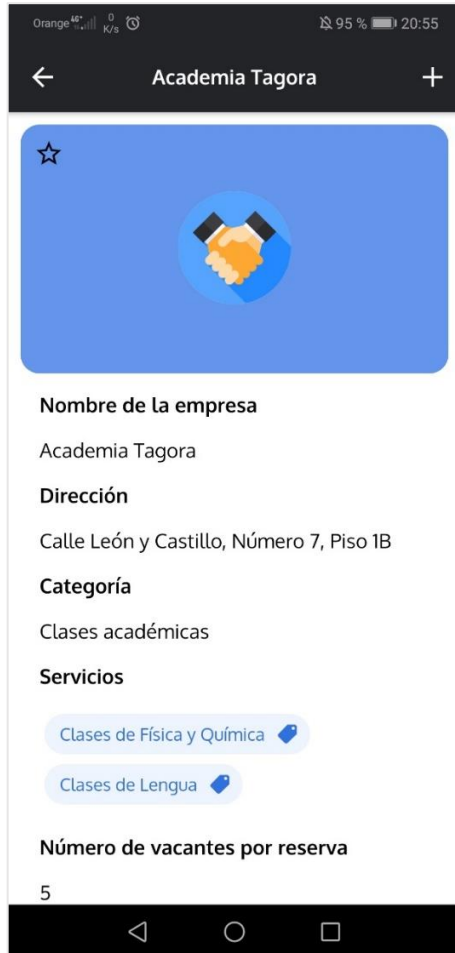 Orange 4G+ 0 K/s 95 % 20:55
Academia Tagora
Nombre de la empresa
Academia Tagora
Dirección
Calle León y Castillo, Número 7, Piso 1B
Categoría
Clases académicas
Servicios
Clases de Física y Química
Clases de Lengua
Número de vacantes por reserva
5